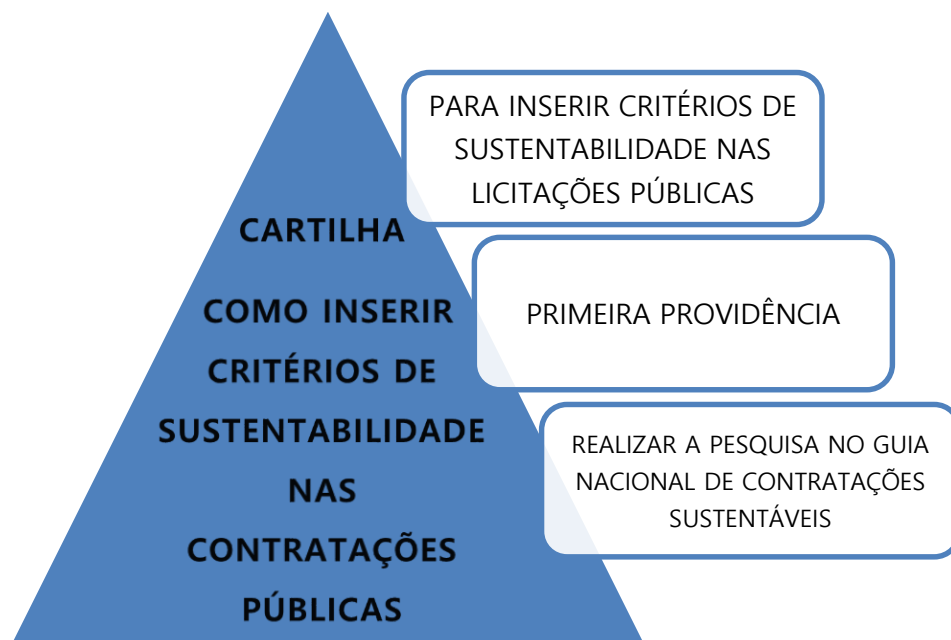 CARTILHA
COMO INSERIR
CRITÉRIOS DE
SUSTENTABILIDADE
NAS
CONTRATAÇÕES
PÚBLICAS
PARA INSERIR CRITÉRIOS DE
SUSTENTABILIDADE NAS
LICITAÇÕES PÚBLICAS
PRIMEIRA PROVIDÊNCIA
REALIZAR A PESQUISA NO GUIA
NACIONAL DE CONTRATAÇÕES
SUSTENTÁVEIS